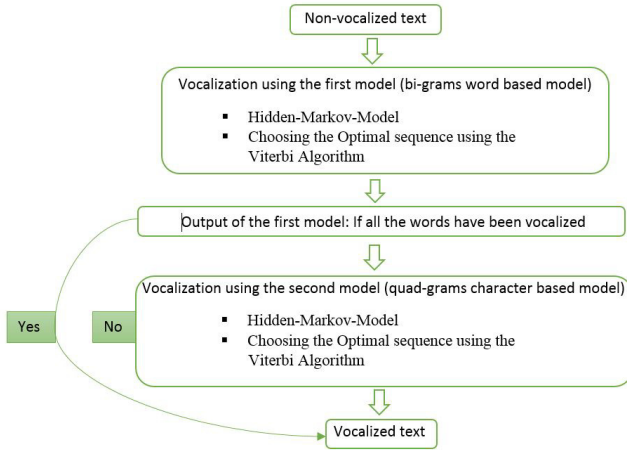 Non-vocalized text
Vocalization using the first model (bi-grams word based model)
▪ Hidden-Markov-Model
▪ Choosing the Optimal sequence using the
Viterbi Algorithm
Output of the first model: If all the words have been vocalized
Vocalization using the second model (quad-grams character based model)
▪ Hidden-Markov-Model
▪ Choosing the Optimal sequence using the
Viterbi Algorithm
Yes
No
Vocalized text